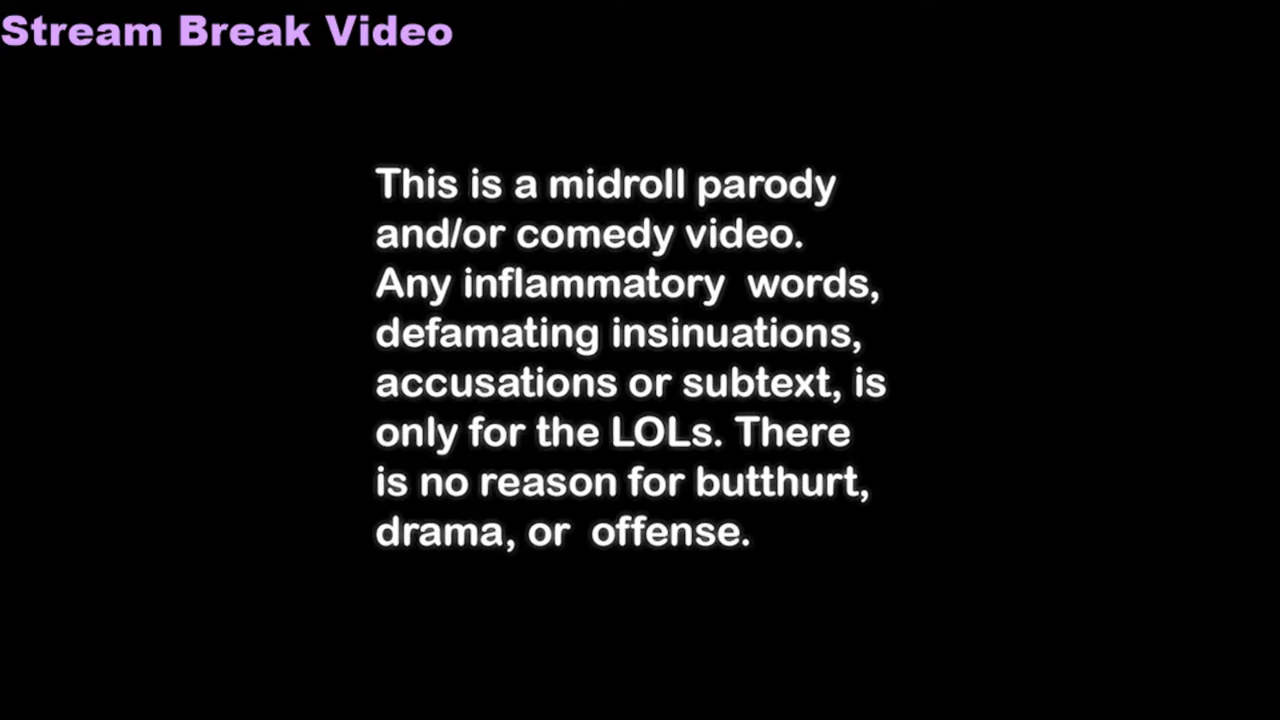 Stream Break Video
This is a midroll parody
and/or comedy video.
Any inflammatory  words,
defamating insinuations,
accusations or subtext, is
only for the LOLs. There
is no reason for butthurt,
drama, or  offense.